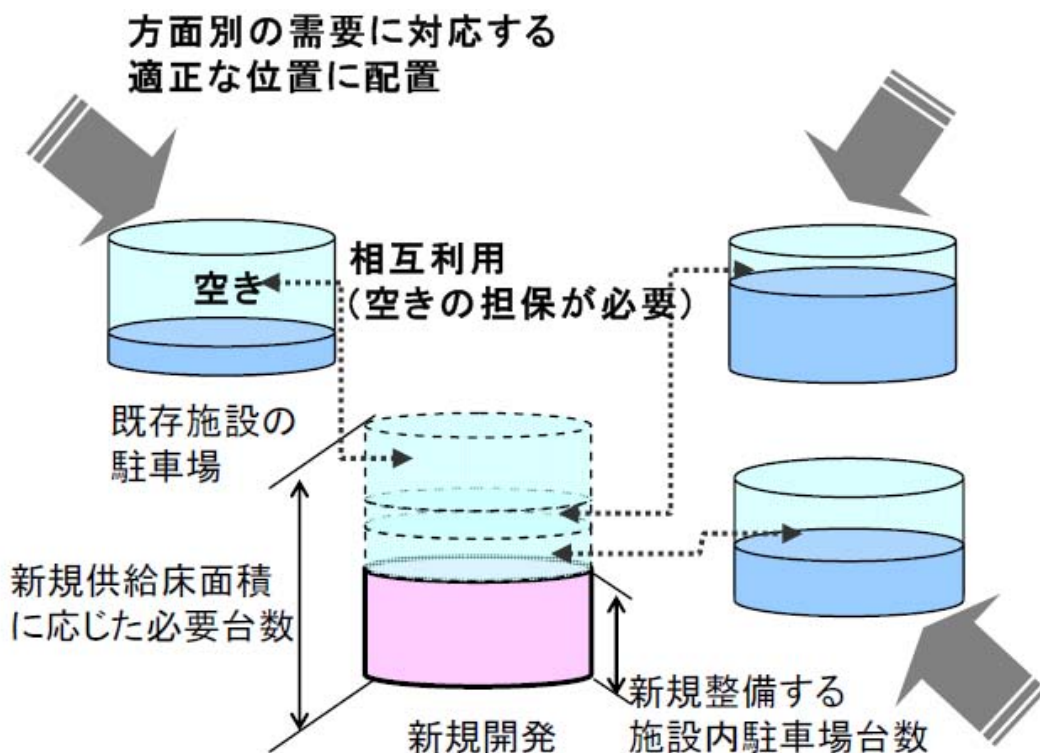 方面別の需要に対応する
適正な位置に配置
相互利用
(空きの担保が必要)
空き
既存施設の
駐車場
新規供給床面積
に応じた必要台数
新規整備する
施設内駐車場台数
新規開発